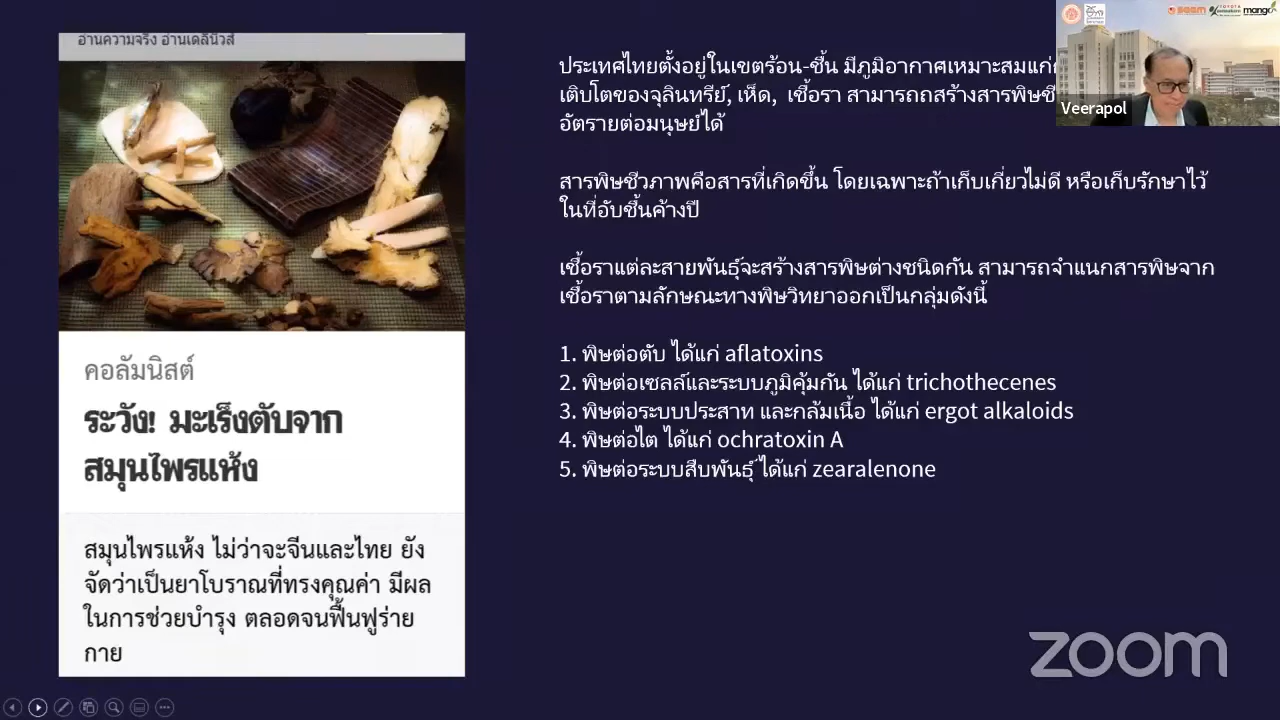 อ่านความจริง อ่านเดลินิวส์
คอลัมนิสต์
ระวัง! มะเร็งตับจาก
สมุนไพรแห้ง
สมุนไพรแห้ง ไม่ว่าจะจีนและไทย ยัง
จัดว่าเป็นยาโบราณที่ทรงคุณค่า มีผล
ในการช่วยบำรุง ตลอดจนฟื้นฟูร่าย
กาย
ประเทศไทยตั้งอยู่ในเขตร้อน-ชื้น มีภูมิอากาศเหมาะสมแก่
เติบโตของจุลินทรีย์, เห็ด, เชื้อรา สามารถถสร้างสารพิษ
อัตรายต่อมนุษย์ได้
สารพิษชีวภาพคือสารที่เกิดขึ้น โดยเฉพาะถ้าเก็บเกี่ยวไม่ดี หรือเก็บรักษาไว้
ในที่อับชื้นค้างปี
เชื้อราแต่ละสายพันธุ์จะสร้างสารพิษต่างชนิดกัน สามารถจำแนกสารพิษจาก
เชื้อราตามลักษณะทางพิษวิทยาออกเป็นกลุ่มดังนี้
1. พิษต่อตับ ได้แก่ aflatoxins
2. พิษต่อเซลล์และระบบภูมิคุ้มกัน ได้แก่ trichothecenes
3. พิษต่อระบบประสาท และกล้มเนื้อ ได้แก่ ergot alkaloids
4. พิษต่อไต ได้แก่ ochratoxin A
5. พิษต่อระบบสืบพันธุ์ ได้แก่ zearalenone
Veerapol
TOYOTA
mango
zoom